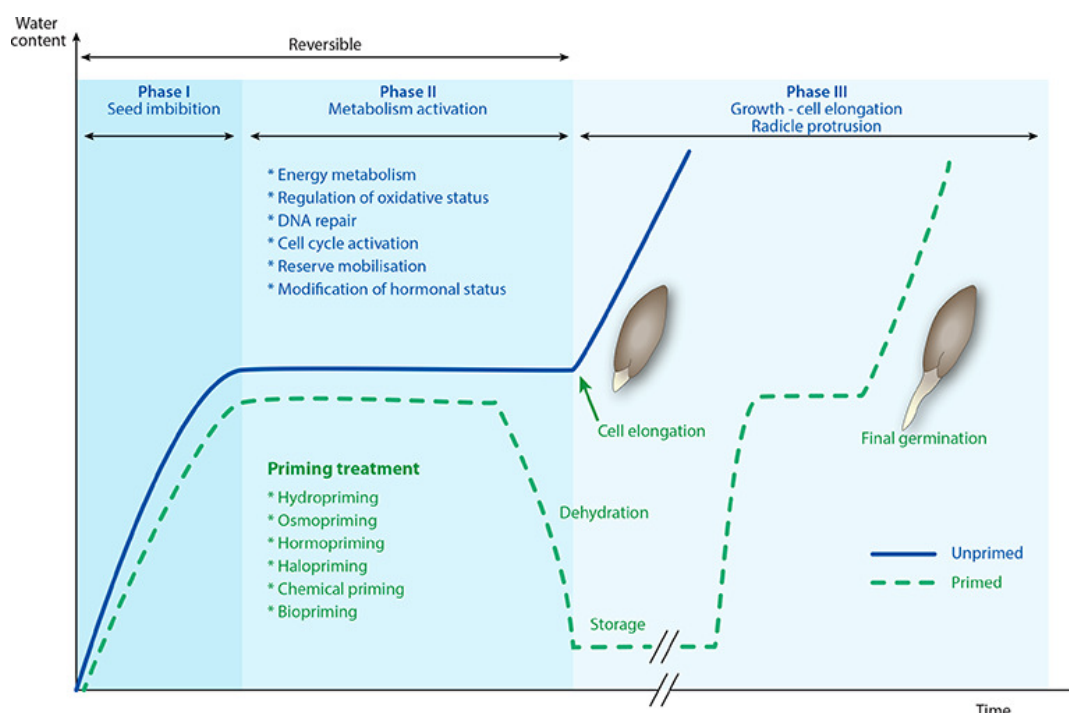 Water
content
Reversible
Phase I
Seed imbibition
Phase II
Metabolism activation
Phase III
Growth - cell elongation
Radicle protrusion
* Energy metabolism
* Regulation of oxidative status
* DNA repair
* Cell cycle activation
* Reserve mobilisation
* Modification of hormonal status
Cell elongation
Final germination
Priming treatment
* Hydropriming
* Osmopriming
* Hormopriming
* Halopriming
* Chemical priming
* Biopriming
Dehydration
Storage
Unprimed
Primed
Time